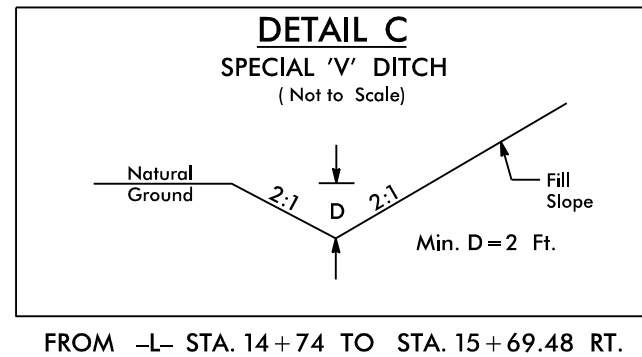 DETAIL C
SPECIAL 'V' DITCH
( Not to Scale)
Natural
Ground
2:1
D
2:1
Fill
Slope
Min. D=2 Ft.
FROM -L- STA. 14+74 TO STA. 15+69.48 RT.